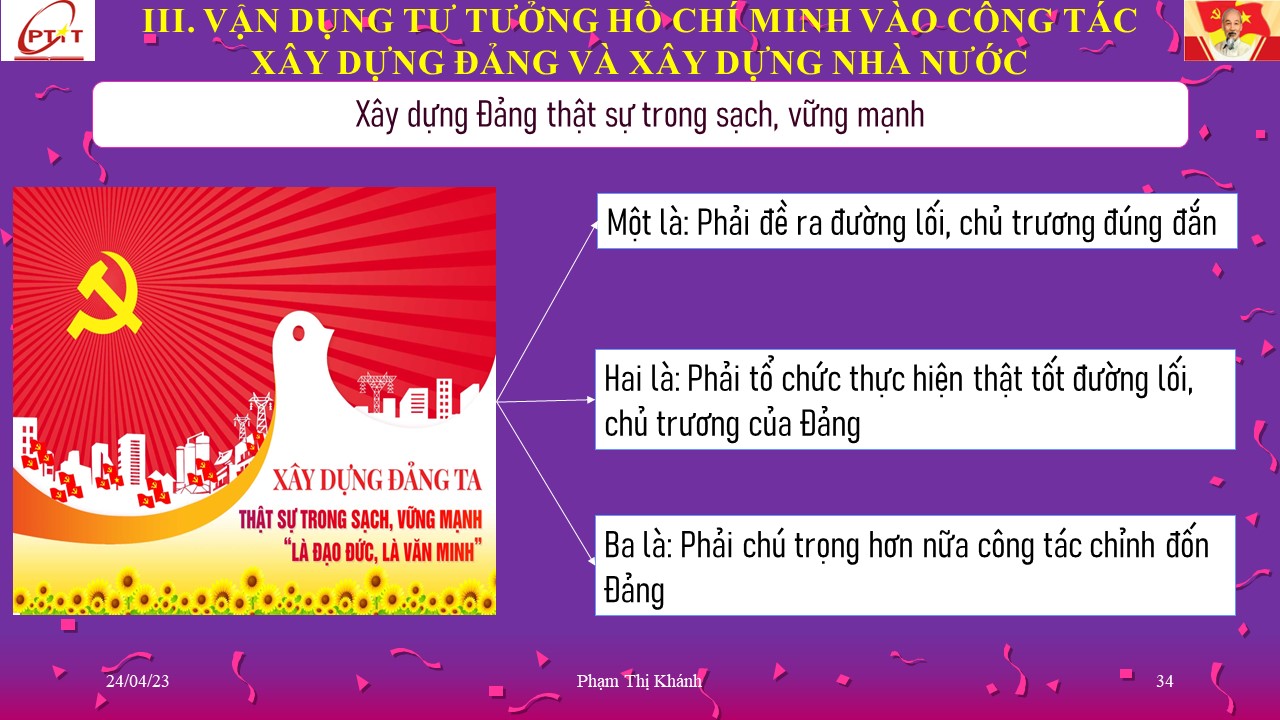 PTIT
III. VẬN DỤNG TƯ TƯỞNG HỒ CHÍ MINH VÀO CÔNG TÁC
XÂY DỰNG ĐẢNG VÀ XÂY DỰNG NHÀ NƯỚC
Xây dựng Đảng thật sự trong sạch, vững mạnh
Một là: Phải đề ra đường lối, chủ trương đúng đắn
Hai là: Phải tổ chức thực hiện thật tốt đường lối,
chủ trương của Đảng
Ba là: Phải chú trọng hơn nữa công tác chỉnh đốn
Đảng
XÂY DỰNG ĐẢNG TA
THẬT SỰ TRONG SẠCH, VỮNG MẠNH
“LÀ ĐẠO ĐỨC, LÀ VĂN MINH”
24/04/23
Phạm Thị Khánh
34